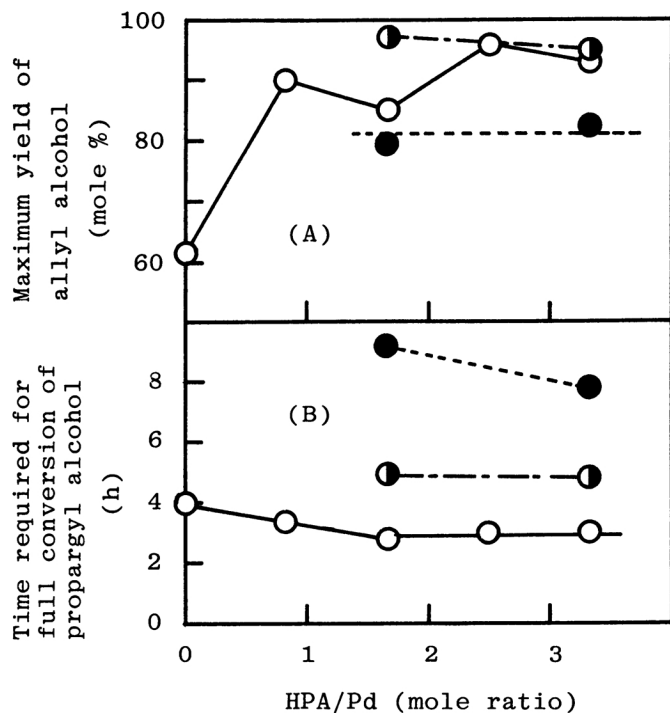 Maximum yield of
allyl alcohol
(mole %)
100
80
60
(A)
Time required for
full conversion of
propargyl alcohol
(h)
8
6
4
2
0
(B)
0 1 2 3
HPA/Pd (mole ratio)